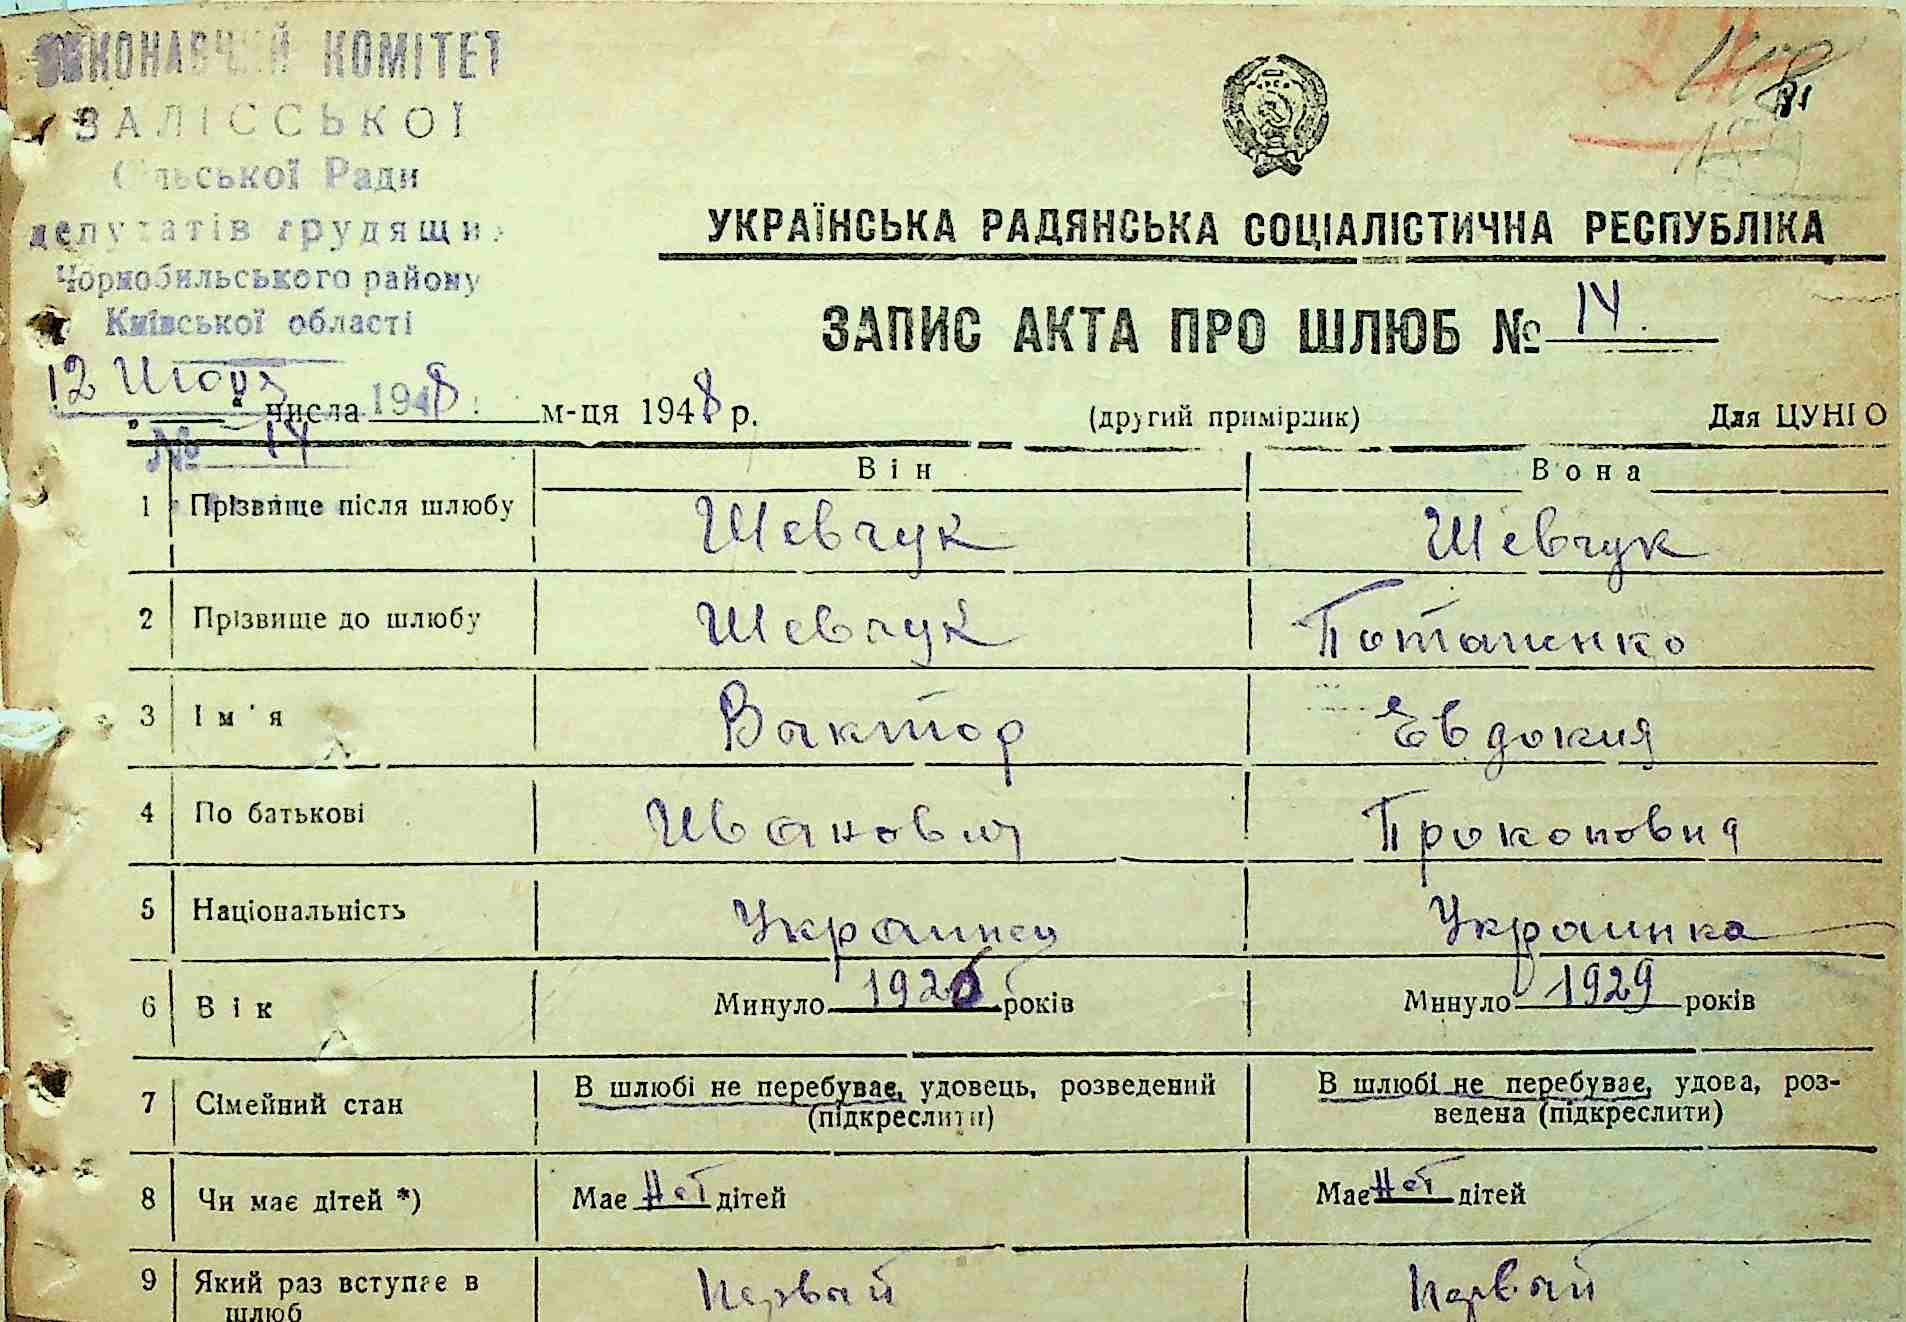 ВИКОНАВЧИЙ КОМІТЕТ
ЗАЛІССЬКОЇ
Сільської Ради
депутатів трудящих
Чорнобильського району
Київської області
12 Июня 1948
№ 14
УКРАЇНСЬКА РАДЯНСЬКА СОЦІАЛІСТИЧНА РЕСПУБЛІКА
ЗАПИС АКТА ПРО ШЛЮБ № 14.
числа м-ця 1948 р. (другий примірник) Для ЦУНГО
Він Вона
1 Прізвище після шлюбу Шевчук Шевчук
2 Прізвище до шлюбу Шевчук Потапенко
3 Ім'я Виктор Евдокия
4 По батькові Иванович Прокоповна
5 Національність Украинец Украинка
6 Вік Минуло 1926 років Минуло 1929 років
7 Сімейний стан В шлюбі не перебуває, удовець, розведений (підкреслити) В шлюбі не перебуває, удова, роз-
ведена (підкреслити)
8 Чи має дітей *) Має Нет дітей Має Нет дітей
9 Який раз вступає в Первый Первый
шлюб